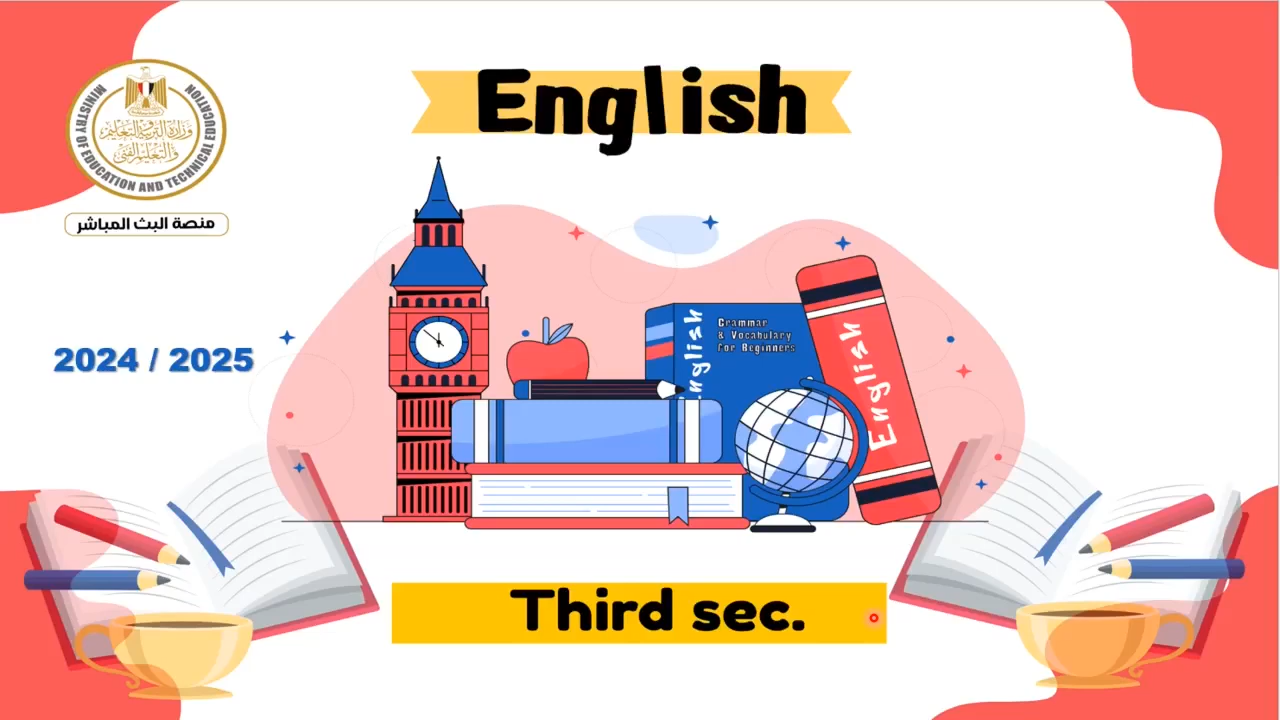 English
وزارة التربية والتعليم
والتعليم الفني
MINISTRY OF EDUCATION AND TECHNICAL EDUCATION
منصة البث المباشر
2024 / 2025
English
Grammar
& Vocabulary
For Beginners
English
Third sec.